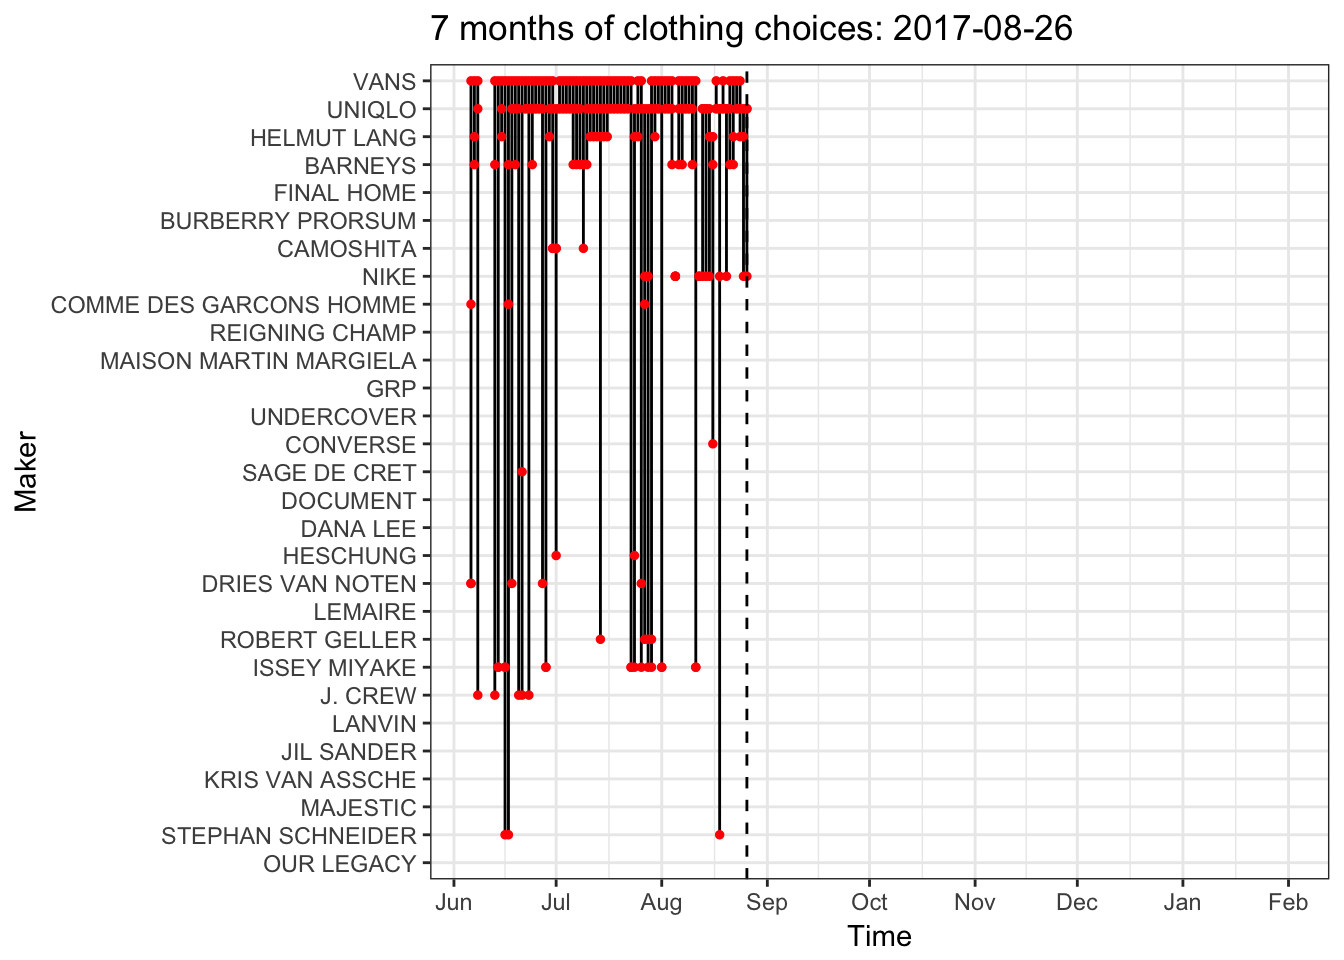 7 months of clothing choices: 2017-08-26
VANS
UNIQLO
HELMUT LANG
BARNEYS
FINAL HOME
BURBERRY PRORSUM
CAMOSHITA
NIKE
COMME DES GARCONS HOMME
REIGNING CHAMP
MAISON MARTIN MARGIELA
GRP
UNDERCOVER
CONVERSE
SAGE DE CRET
DOCUMENT
DANA LEE
HESCHUNG
DRIES VAN NOTEN
LEMAIRE
ROBERT GELLER
ISSEY MIYAKE
J. CREW
LANVIN
JIL SANDER
KRIS VAN ASSCHE
MAJESTIC
STEPHAN SCHNEIDER
OUR LEGACY
Maker
Jun Jul Aug Sep Oct Nov Dec Jan Feb
Time